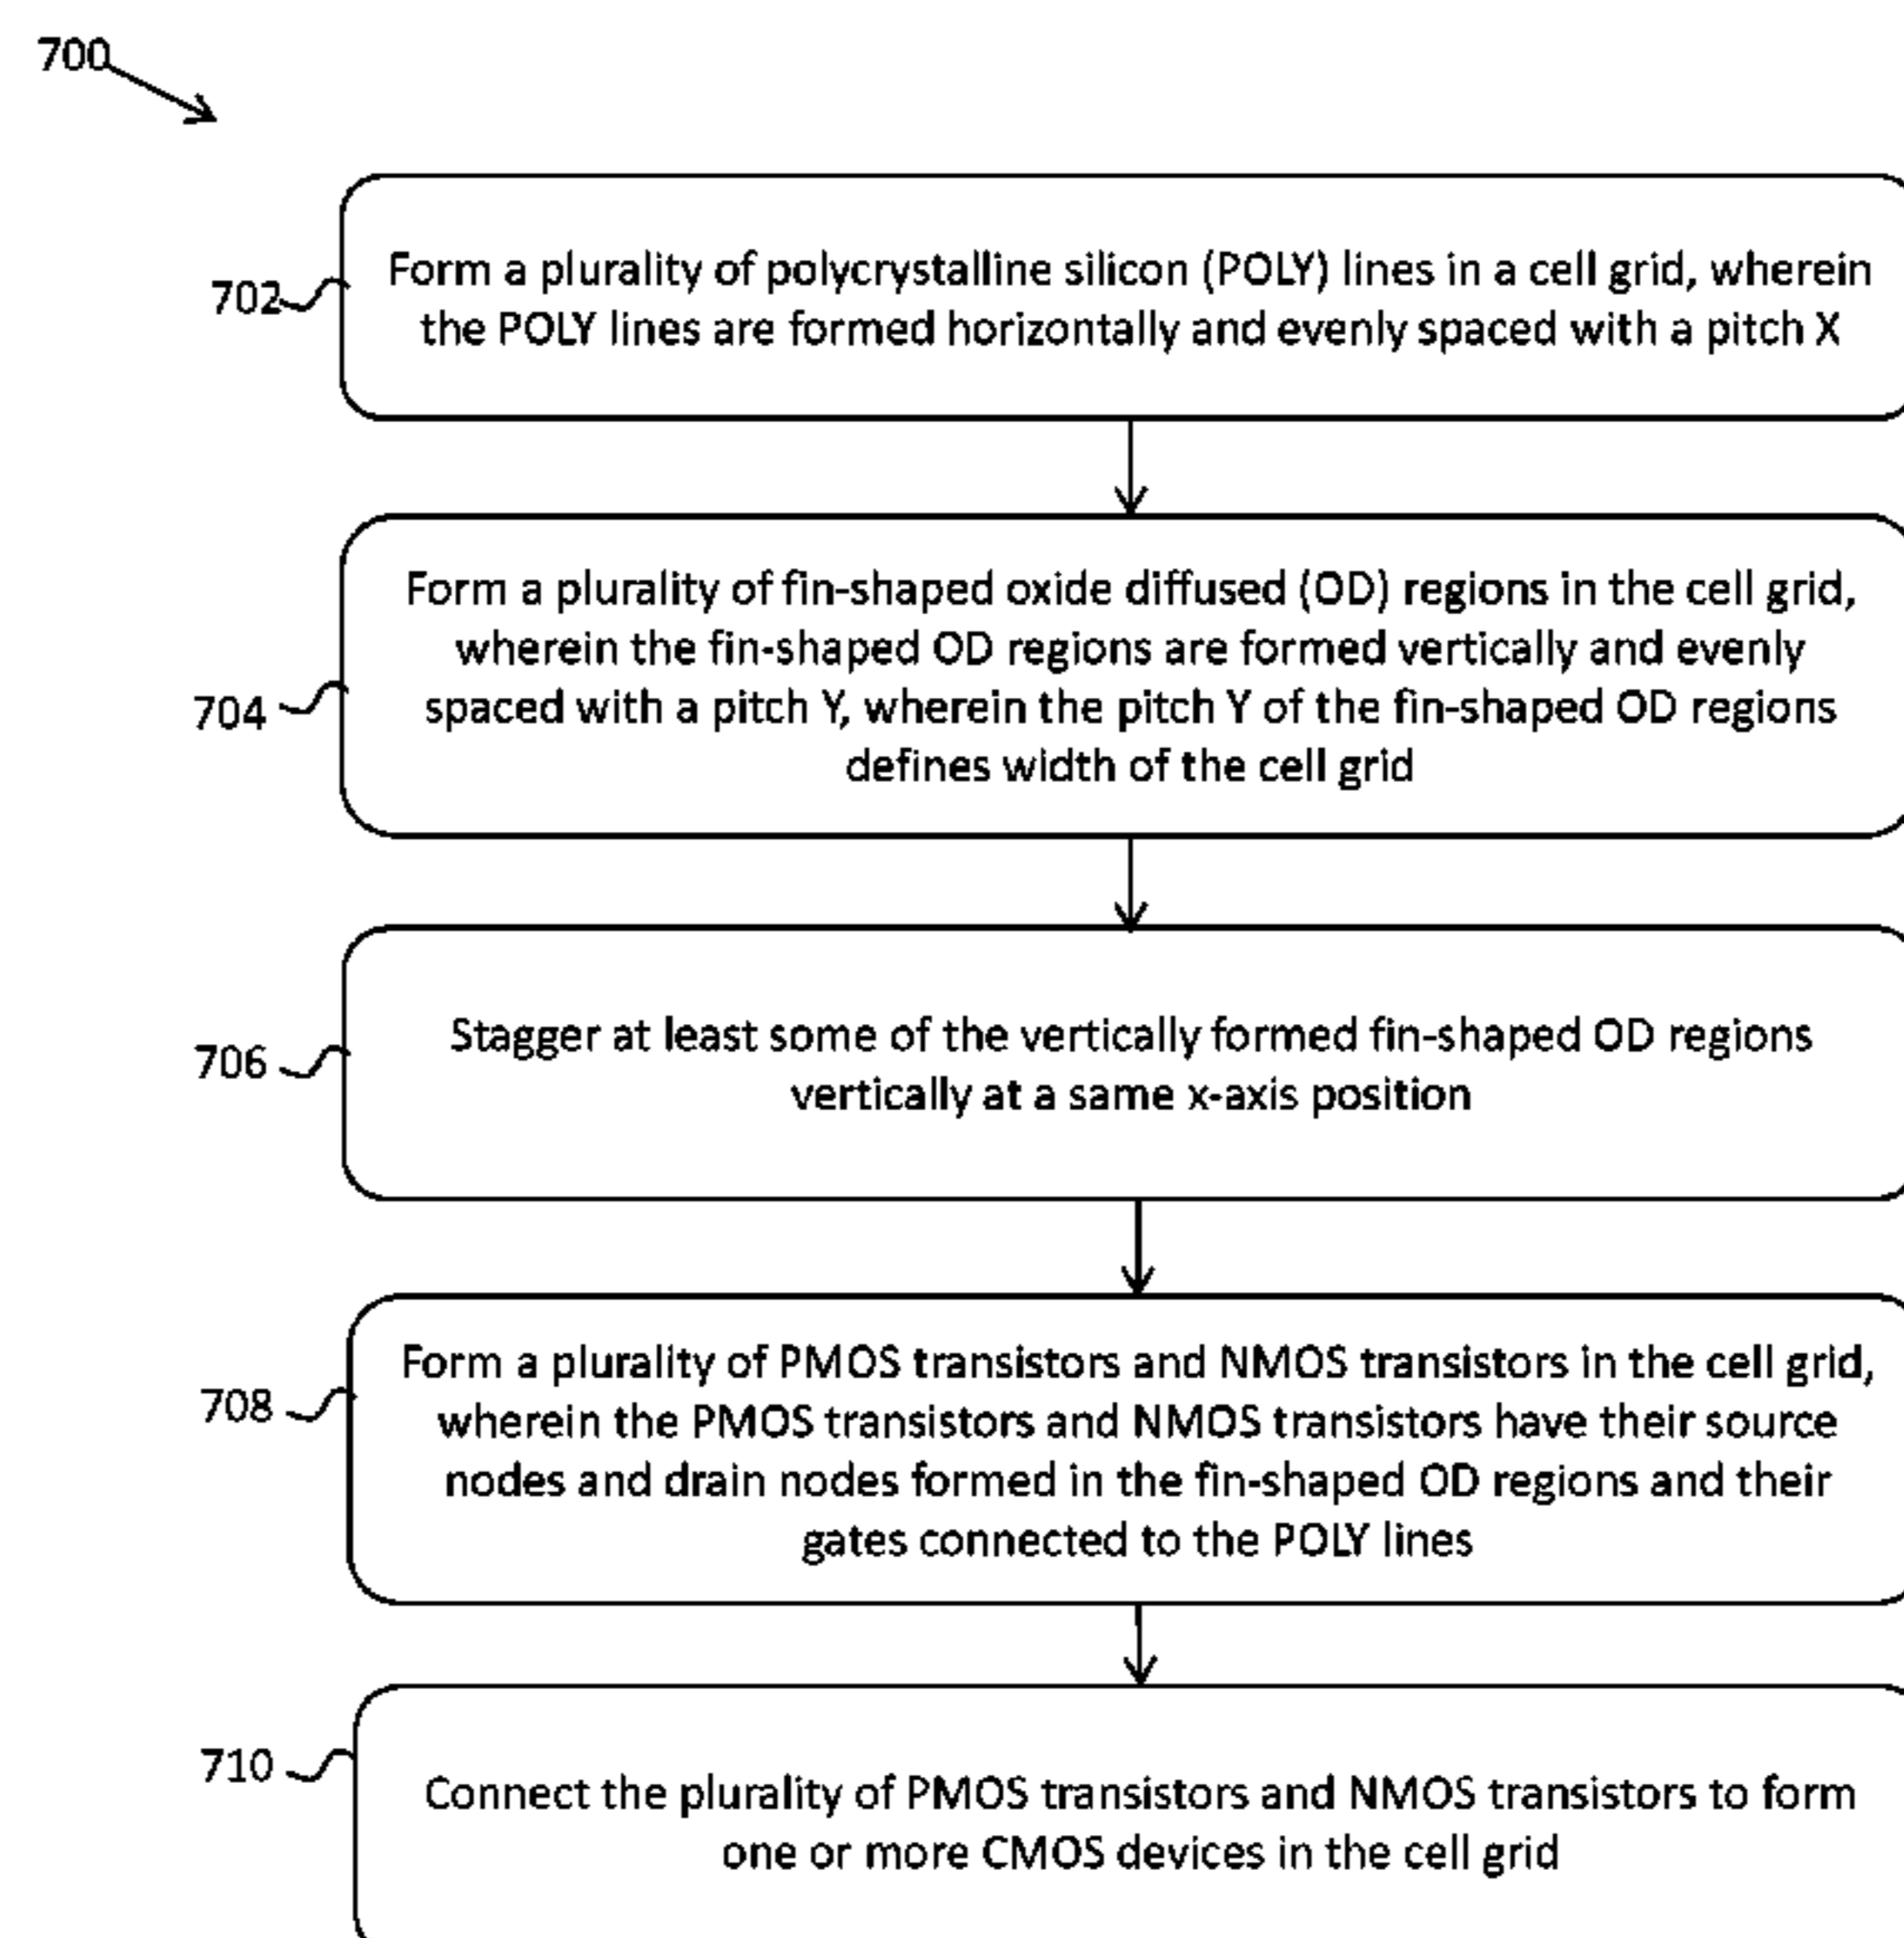 700
702
Form a plurality of polycrystalline silicon (POLY) lines in a cell grid, wherein
the POLY lines are formed horizontally and evenly spaced with a pitch X
704
Form a plurality of fin-shaped oxide diffused (OD) regions in the cell grid,
wherein the fin-shaped OD regions are formed vertically and evenly
spaced with a pitch Y, wherein the pitch Y of the fin-shaped OD regions
defines width of the cell grid
706
Stagger at least some of the vertically formed fin-shaped OD regions
vertically at a same x-axis position
708
Form a plurality of PMOS transistors and NMOS transistors in the cell grid,
wherein the PMOS transistors and NMOS transistors have their source
nodes and drain nodes formed in the fin-shaped OD regions and their
gates connected to the POLY lines
710
Connect the plurality of PMOS transistors and NMOS transistors to form
one or more CMOS devices in the cell grid